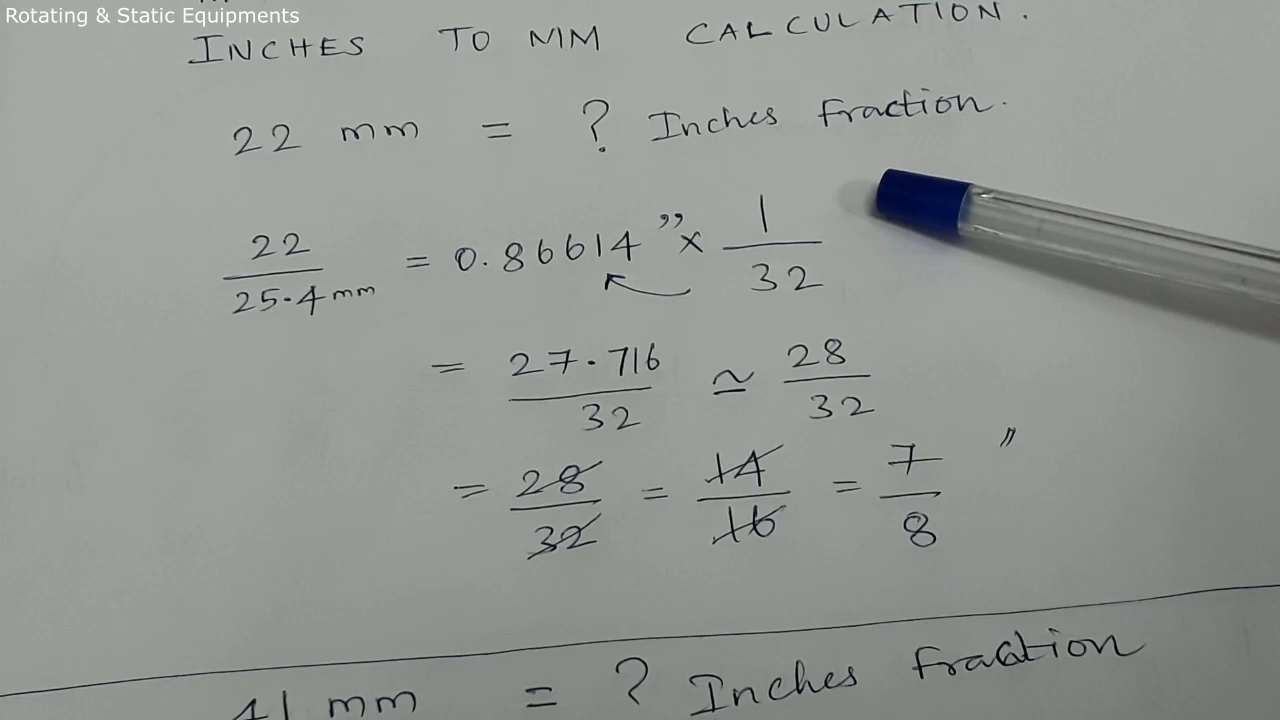 Rotating & Static Equipments
INCHES TO MM CALCULATION.
22 mm = ? Inches fraction.
22/25.4mm = 0.86614" × 1/32
= 27.716/32 ≃ 28/32
= 28/32 = 14/16 = 7/8 "
41 mm = ? Inches fraction